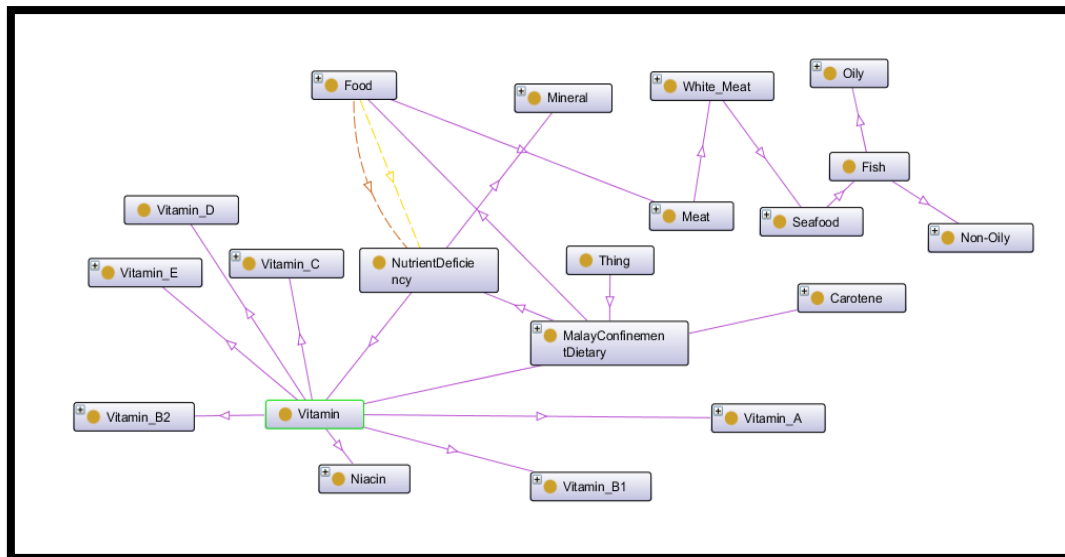 Food
Mineral
White_Meat
Oily
Fish
Vitamin_D
Meat
Seafood
Non-Oily
Vitamin_E
Vitamin_C
NutrientDeficie
ncy
Thing
Carotene
MalayConfinemen
tDietary
Vitamin_B2
Vitamin
Vitamin_A
Niacin
Vitamin_B1